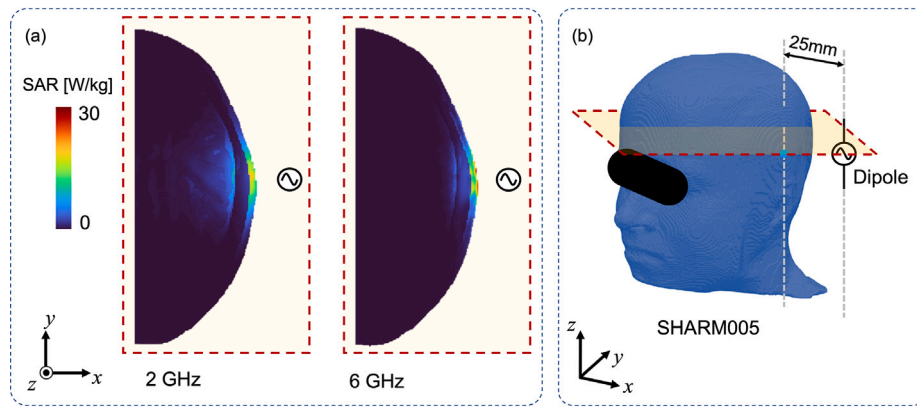 (a)
SAR [W/kg]
30
0
y
z
x
2 GHz
6 GHz
(b)
25mm
Dipole
SHARM005
z
y
x